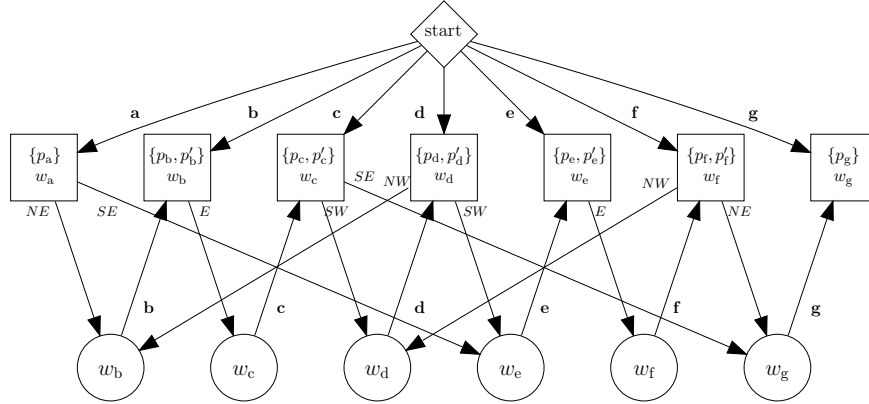 start
a b c d e f g
{p_a} {p_b, p′_b} {p_c, p′_c} {p_d, p′_d} {p_e, p′_e} {p_f, p′_f} {p_g}
w_a w_b w_c w_d w_e w_f w_g
SE NW NW
NE SE E SW SW E NE
b c d e f g
w_b w_c w_d w_e w_f w_g